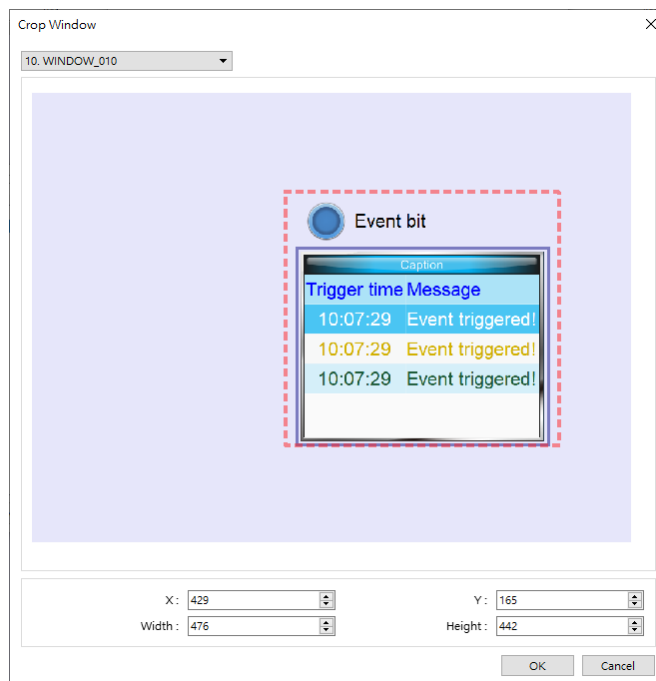 Crop Window
10. WINDOW_010
Event bit
Caption
Trigger time Message
10:07:29 Event triggered!
10:07:29 Event triggered!
10:07:29 Event triggered!
X : 429 Y : 165
Width : 476 Height : 442
OK Cancel